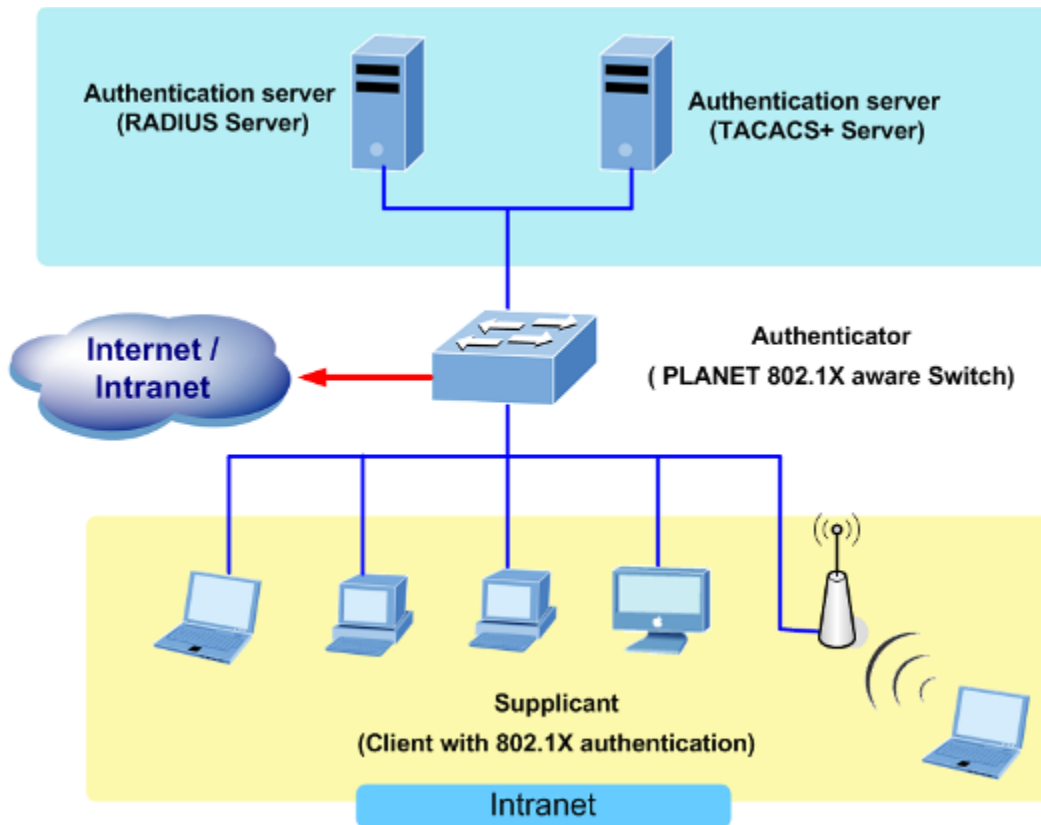 Authentication server
(RADIUS Server)
Authentication server
(TACACS+ Server)
Internet /
Intranet
Authenticator
( PLANET 802.1X aware Switch)
Supplicant
(Client with 802.1X authentication)
Intranet